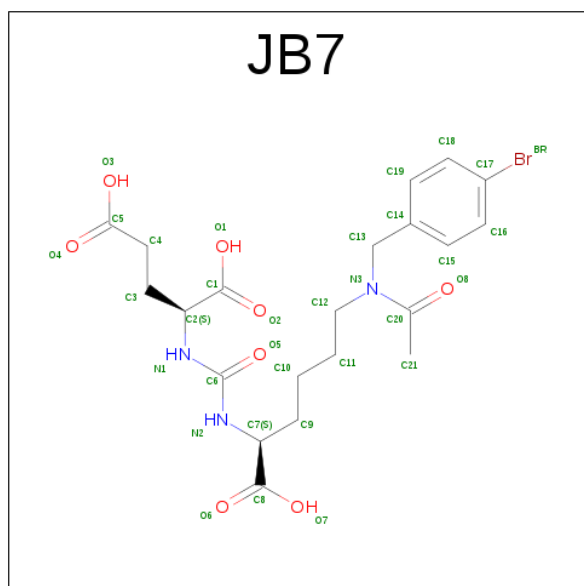 JB7
C18
BR
O3
C19
C17
Br
OH
C14
C16
O1
C13
C5
OH
C15
O8
O
C4
N3
O
O4
C1
N
C3
O
C12
C20
C2(S)
O2
O5
C21
HN
O
C10
C11
N1
C6
HN
C7(S)
C9
N2
O
OH
O6
C8
O7